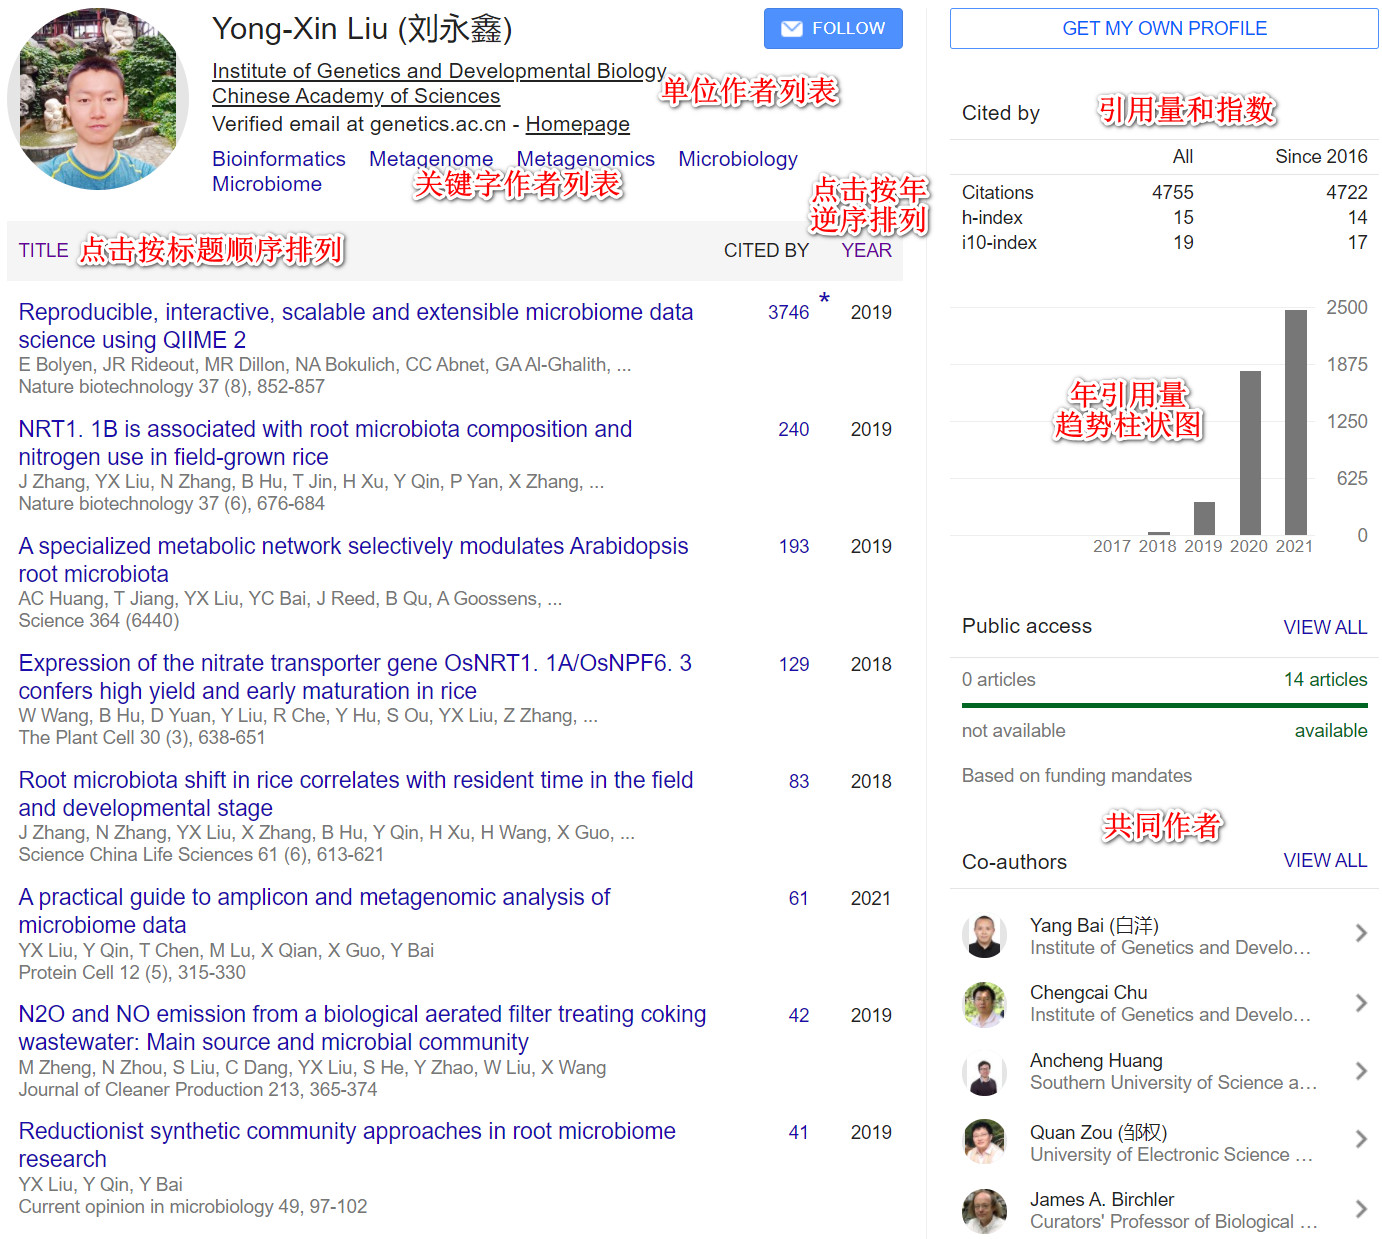 Yong-Xin Liu (刘永鑫)
FOLLOW
Institute of Genetics and Developmental Biology
Chinese Academy of Sciences
单位作者列表
Verified email at genetics.ac.cn - Homepage
Bioinformatics Metagenome Metagenomics Microbiology
Microbiome
关键字作者列表
点击按年
逆序排列
TITLE
点击按标题顺序排列
CITED BY
YEAR
Reproducible, interactive, scalable and extensible microbiome data
science using QIIME 2
3746 * 2019
E Bolyen, JR Rideout, MR Dillon, NA Bokulich, CC Abnet, GA Al-Ghalith, ...
Nature biotechnology 37 (8), 852-857
NRT1. 1B is associated with root microbiota composition and
nitrogen use in field-grown rice
240 2019
J Zhang, YX Liu, N Zhang, B Hu, T Jin, H Xu, Y Qin, P Yan, X Zhang, ...
Nature biotechnology 37 (6), 676-684
A specialized metabolic network selectively modulates Arabidopsis
root microbiota
193 2019
AC Huang, T Jiang, YX Liu, YC Bai, J Reed, B Qu, A Goossens, ...
Science 364 (6440)
Expression of the nitrate transporter gene OsNRT1. 1A/OsNPF6. 3
confers high yield and early maturation in rice
129 2018
W Wang, B Hu, D Yuan, Y Liu, R Che, Y Hu, S Ou, YX Liu, Z Zhang, ...
The Plant Cell 30 (3), 638-651
Root microbiota shift in rice correlates with resident time in the field
and developmental stage
83 2018
J Zhang, N Zhang, YX Liu, X Zhang, B Hu, Y Qin, H Xu, H Wang, X Guo, ...
Science China Life Sciences 61 (6), 613-621
A practical guide to amplicon and metagenomic analysis of
microbiome data
61 2021
YX Liu, Y Qin, T Chen, M Lu, X Qian, X Guo, Y Bai
Protein Cell 12 (5), 315-330
N2O and NO emission from a biological aerated filter treating coking
wastewater: Main source and microbial community
42 2019
M Zheng, N Zhou, S Liu, C Dang, YX Liu, S He, Y Zhao, W Liu, X Wang
Journal of Cleaner Production 213, 365-374
Reductionist synthetic community approaches in root microbiome
research
41 2019
YX Liu, Y Qin, Y Bai
Current opinion in microbiology 49, 97-102
GET MY OWN PROFILE
Cited by
引用量和指数
All Since 2016
Citations 4755 4722
h-index 15 14
i10-index 19 17
2500
1875
1250
625
0
年引用量
趋势柱状图
2017 2018 2019 2020 2021
Public access VIEW ALL
0 articles 14 articles
not available available
Based on funding mandates
共同作者
Co-authors VIEW ALL
Yang Bai (白洋)
Institute of Genetics and Develo…
Chengcai Chu
Institute of Genetics and Develo…
Ancheng Huang
Southern University of Science a…
Quan Zou (邹权)
University of Electronic Science …
James A. Birchler
Curators' Professor of Biological …